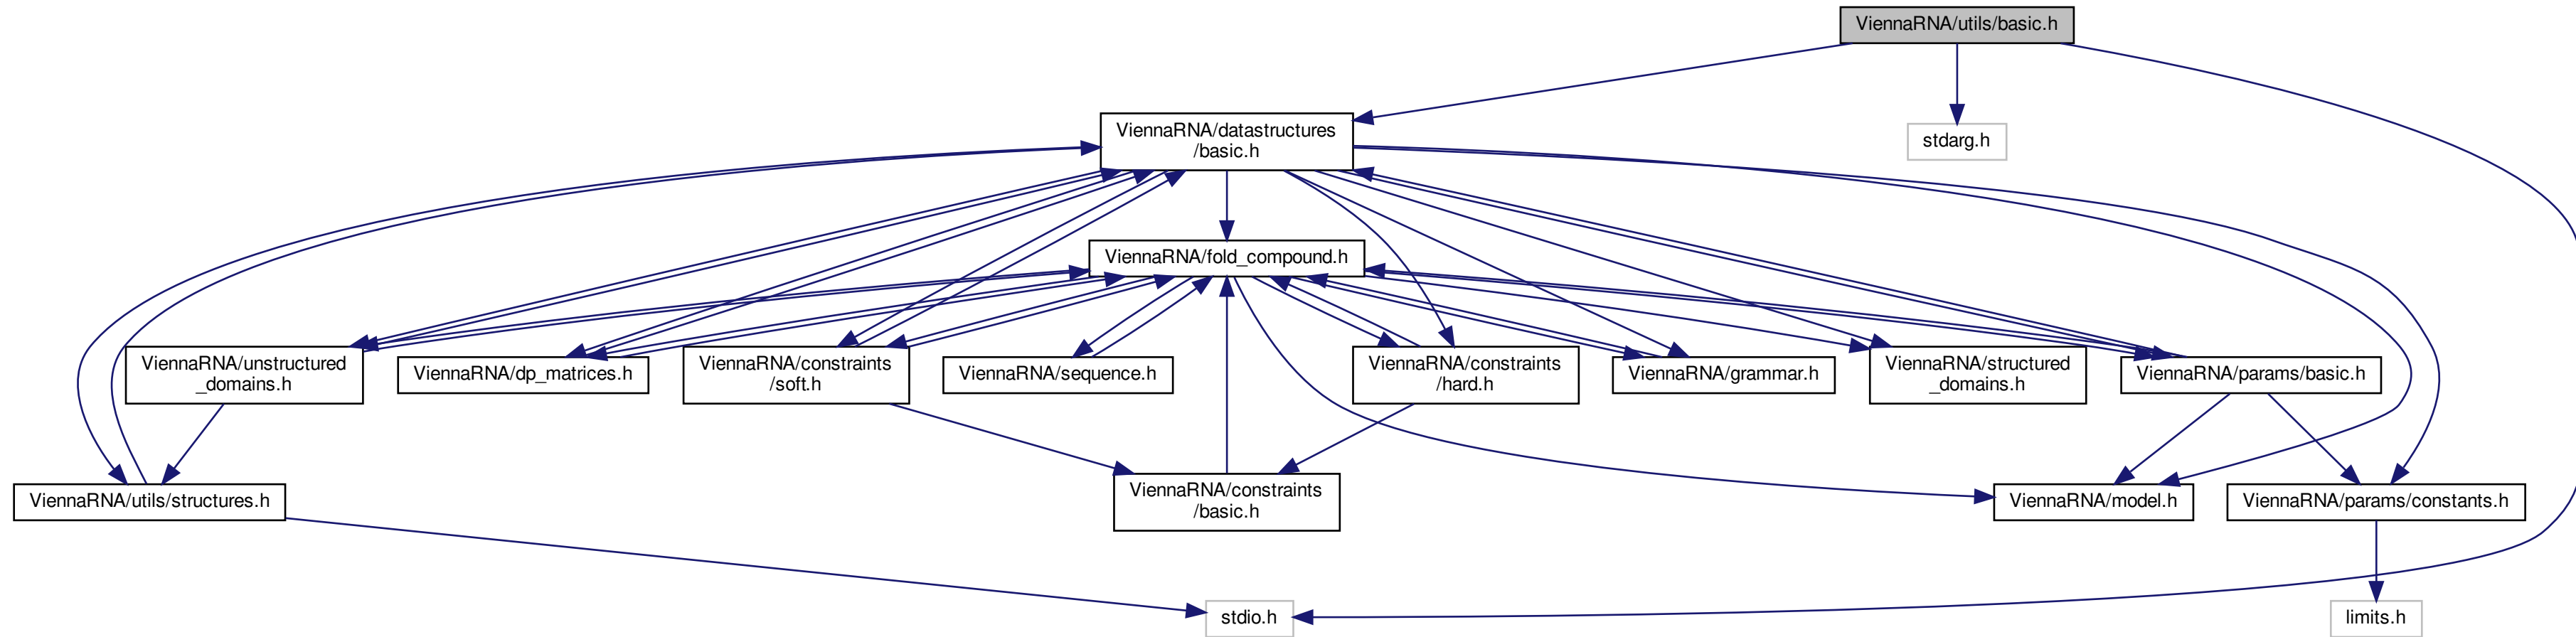 ViennaRNA/utils/basic.h
ViennaRNA/datastructures
/basic.h
stdarg.h
ViennaRNA/fold_compound.h
ViennaRNA/unstructured
_domains.h
ViennaRNA/dp_matrices.h
ViennaRNA/constraints
/soft.h
ViennaRNA/sequence.h
ViennaRNA/constraints
/hard.h
ViennaRNA/grammar.h
ViennaRNA/structured
_domains.h
ViennaRNA/params/basic.h
ViennaRNA/utils/structures.h
ViennaRNA/constraints
/basic.h
ViennaRNA/model.h
ViennaRNA/params/constants.h
stdio.h
limits.h